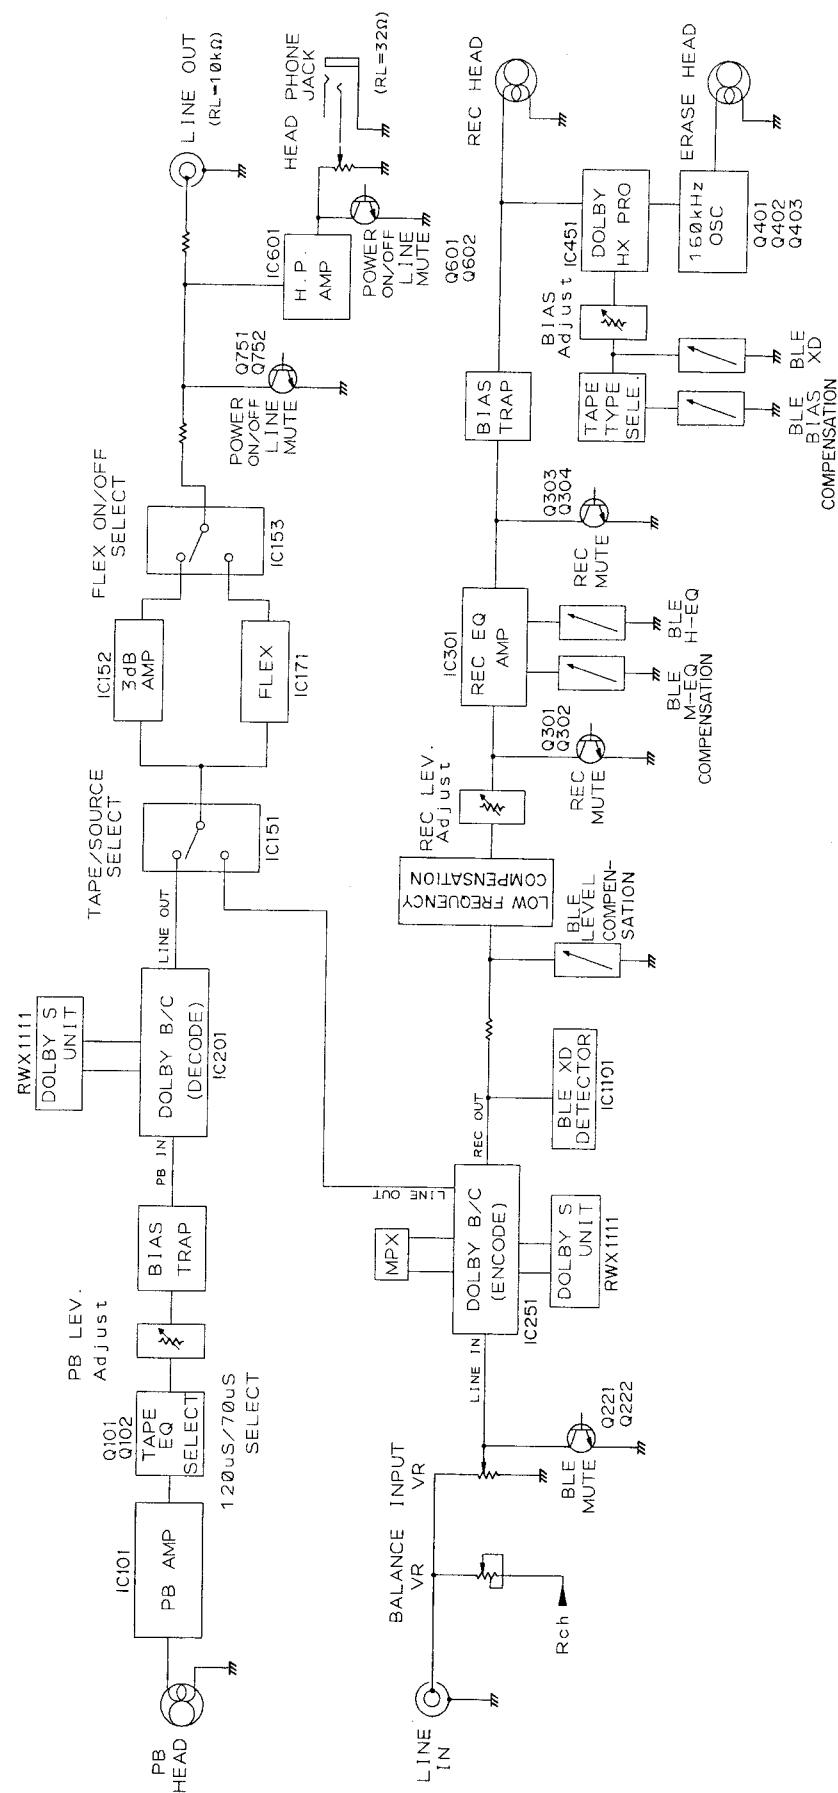 PB
HEAD
IC101
PB AMP
Q101
Q102
TAPE
EQ
SELECT
120uS/70uS
SELECT
PB LEV.
Adjust
BIAS
TRAP
PB IN
RWX1111
DOLBY S
UNIT
DOLBY B/C
(DECODE)
IC201
LINE OUT
TAPE/SOURCE
SELECT
IC151
IC152
3dB
AMP
FLEX
IC171
FLEX ON/OFF
SELECT
IC153
Q751
Q752
POWER
ON/OFF
LINE
MUTE
LINE OUT
(RL=10kΩ)
IC601
H.P.
AMP
HEAD PHONE
JACK
(RL=32Ω)
POWER
ON/OFF
LINE
MUTE
Q601
Q602
LINE
IN
BALANCE
VR
Rch
INPUT
VR
BLE
MUTE
Q221
Q222
LINE IN
MPX
LINE OUT
DOLBY B/C
(ENCODE)
IC251
DOLBY S
UNIT
RWX1111
REC OUT
BLE XD
DETECTOR
IC1101
BLE
LEVEL
COMPEN-
SATION
LOW FREQUENCY
COMPENSATION
REC LEV.
Adjust
Q301
Q302
REC
MUTE
IC301
REC EQ
AMP
BLE
M-EQ
COMPENSATION
BLE
H-EQ
Q303
Q304
REC
MUTE
BIAS
TRAP
REC HEAD
BIAS
Adjust
TAPE
TYPE
SELE.
BLE
BIAS
COMPENSATION
BLE
XD
IC451
DOLBY
HX PRO
160kHz
OSC
Q401
Q402
Q403
ERASE HEAD